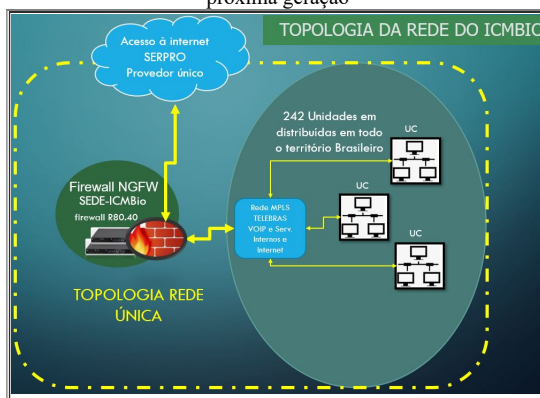 próxima geração
TOPOLOGIA DA REDE DO ICMBIO
Acesso à internet
SERPRO
Provedor único
242 Unidades em
distribuídas em todo
o território Brasileiro
UC
Firewall NGFW
SEDE-ICMBio
firewall R80.40
Rede MPLS
TELEBRAS
VOIP e Serv.
Internos e
Internet
UC
UC
TOPOLOGIA REDE
ÚNICA